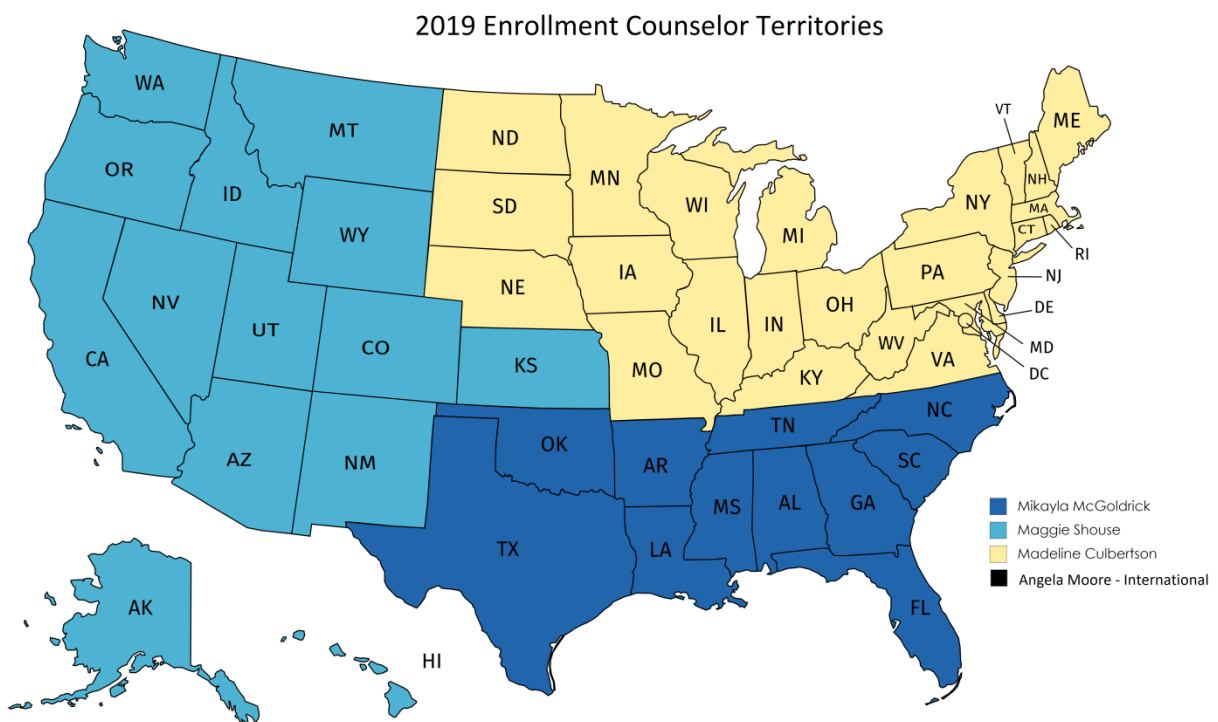 2019 Enrollment Counselor Territories
WA
MT
ND
MN
VT
ME
OR
ID
SD
WI
NH
NY
MA
WY
MI
CT
RI
IA
PA
NJ
NE
NV
OH
DE
UT
IL
IN
CO
WV
MD
CA
KS
MO
VA
DC
KY
NC
TN
OK
AZ
NM
AR
SC
MS
AL
GA
TX
LA
FL
AK
HI
Mikayla McGoldrick
Maggie Shouse
Madeline Culbertson
Angela Moore - International